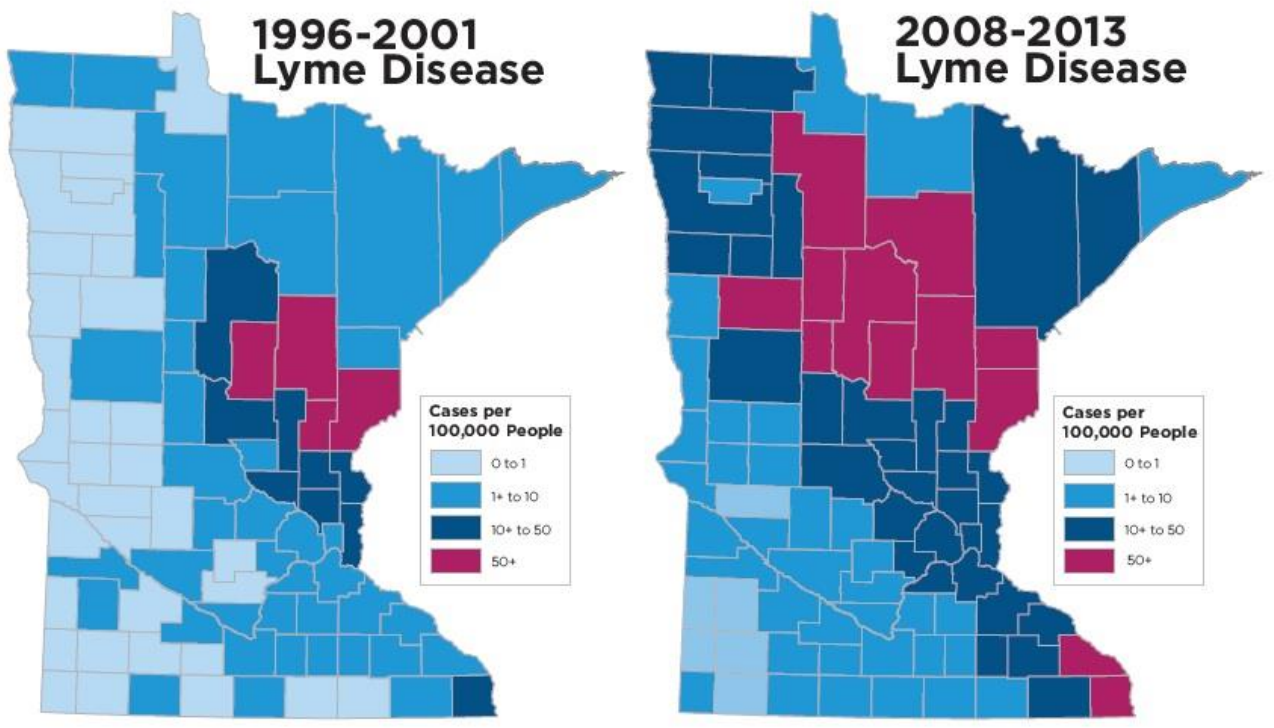 1996-2001
Lyme Disease
Cases per
100,000 People
0 to 1
1+ to 10
10+ to 50
50+
2008-2013
Lyme Disease
Cases per
100,000 People
0 to 1
1+ to 10
10+ to 50
50+